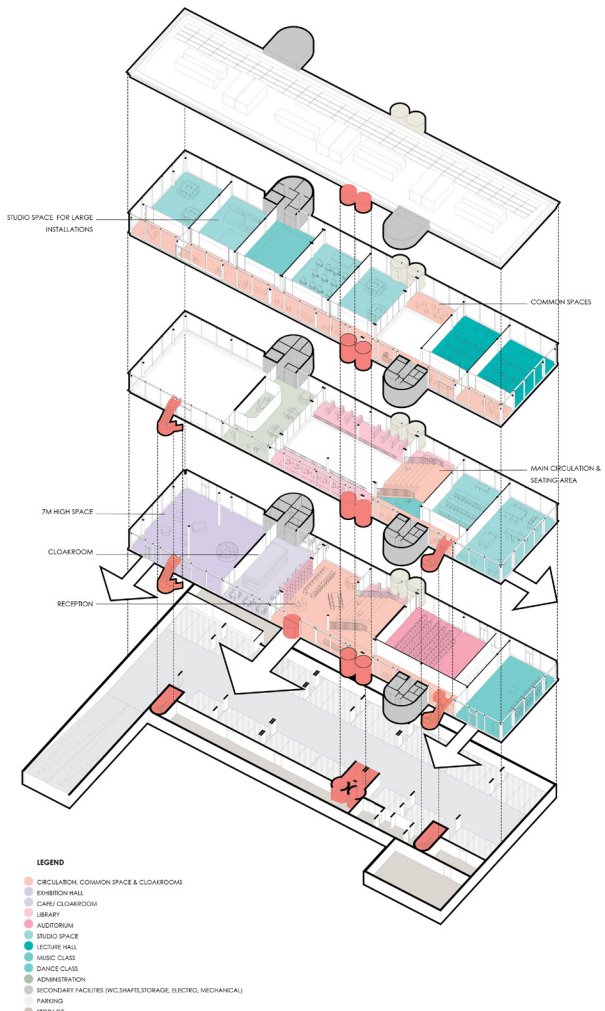 STUDIO SPACE FOR LARGE
INSTALLATIONS
COMMON SPACES
MAIN CIRCULATION &
SEATING AREA
7M HIGH SPACE
CLOAKROOM
RECEPTION
LEGEND
CIRCULATION, COMMON SPACE & CLOAKROOMS
EXHIBITION HALL
CAFE/ CLOAKROOM
LIBRARY
AUDITORIUM
STUDIO SPACE
LECTURE HALL
MUSIC CLASS
DANCE CLASS
ADMINISTRATION
SECONDARY FACILITIES (WC,SHAFTS,STORAGE, ELECTRO, MECHANICAL)
PARKING
STORAGE